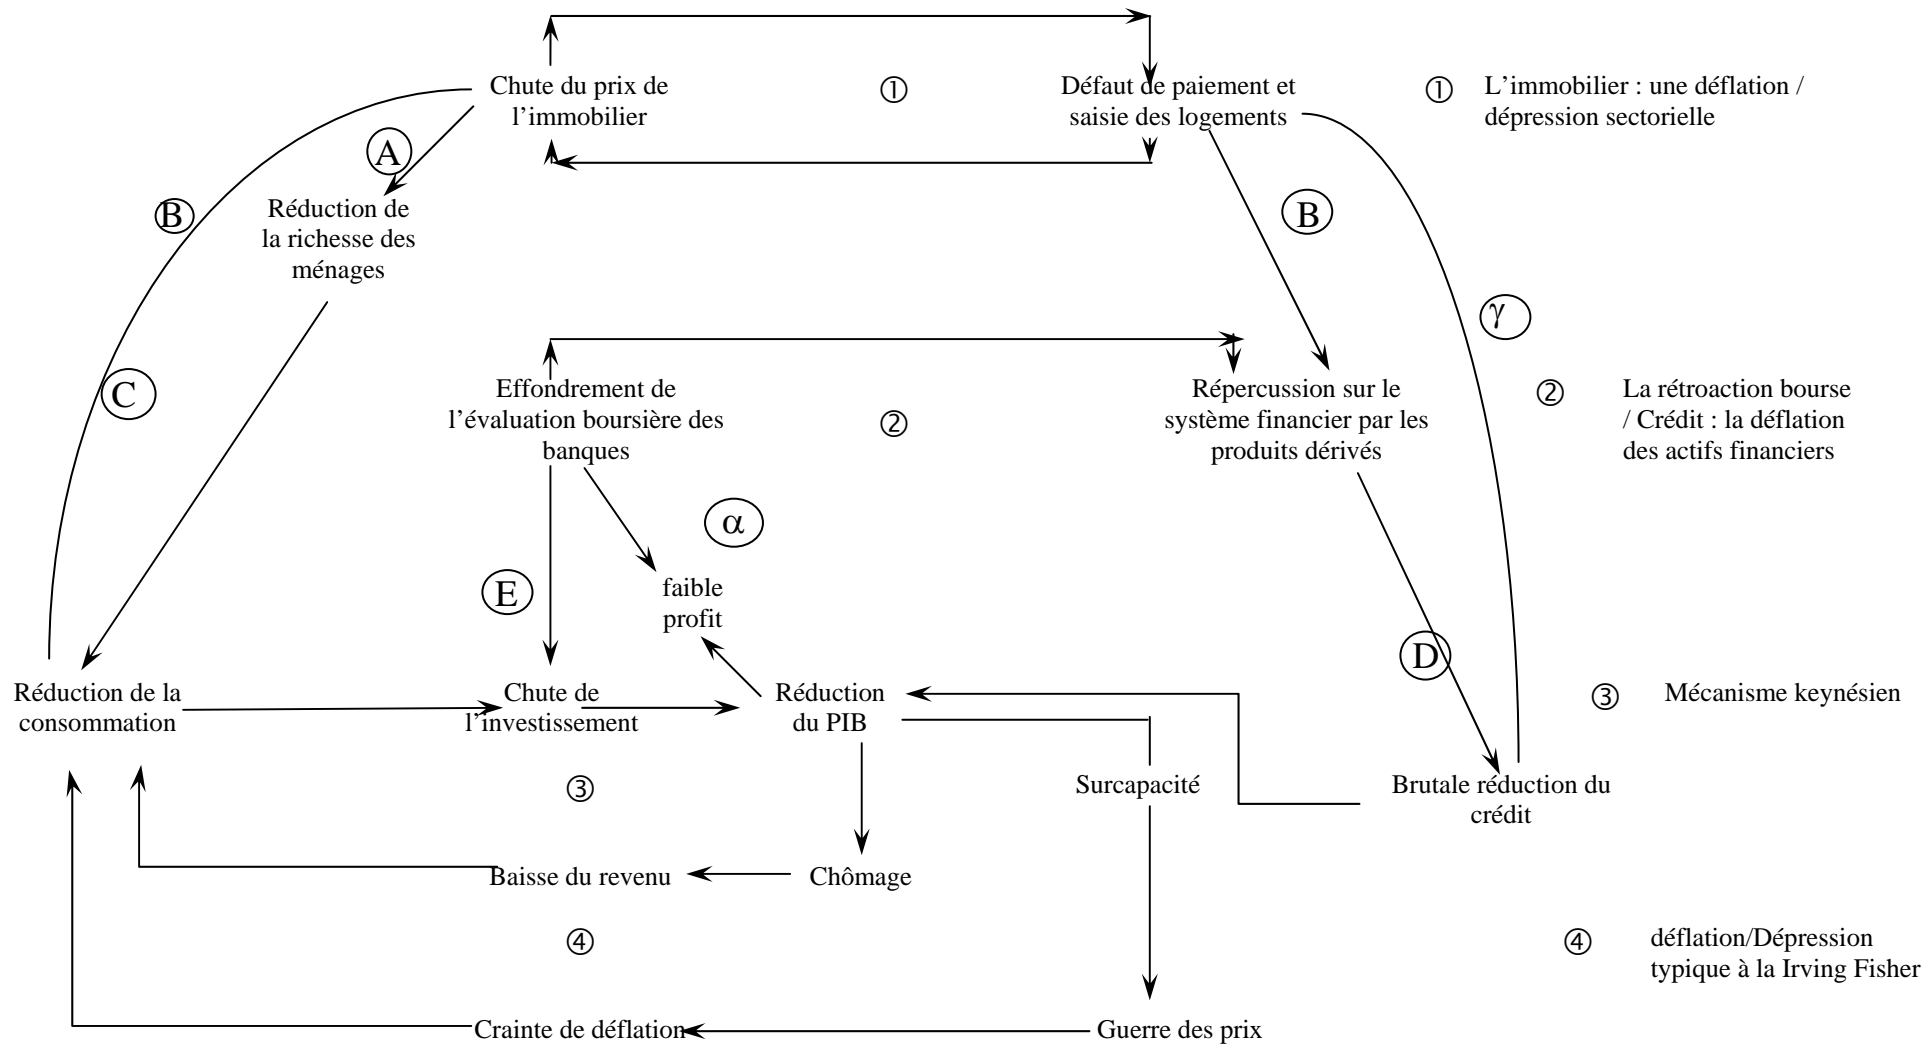 Chute du prix de
l’immobilier
①
Défaut de paiement et
saisie des logements
①
L’immobilier : une déflation /
dépression sectorielle
A
B
Réduction de
la richesse des
ménages
B
γ
C
Effondrement de
l’évaluation boursière des
banques
②
Répercussion sur le
système financier par les
produits dérivés
②
La rétroaction bourse
/ Crédit : la déflation
des actifs financiers
α
E
faible
profit
D
Réduction de la
consommation
Chute de
l’investissement
Réduction
du PIB
③
Mécanisme keynésien
③
Surcapacité
Brutale réduction du
crédit
Baisse du revenu
Chômage
④
④
déflation/Dépression
typique à la Irving Fisher
Crainte de déflation
Guerre des prix